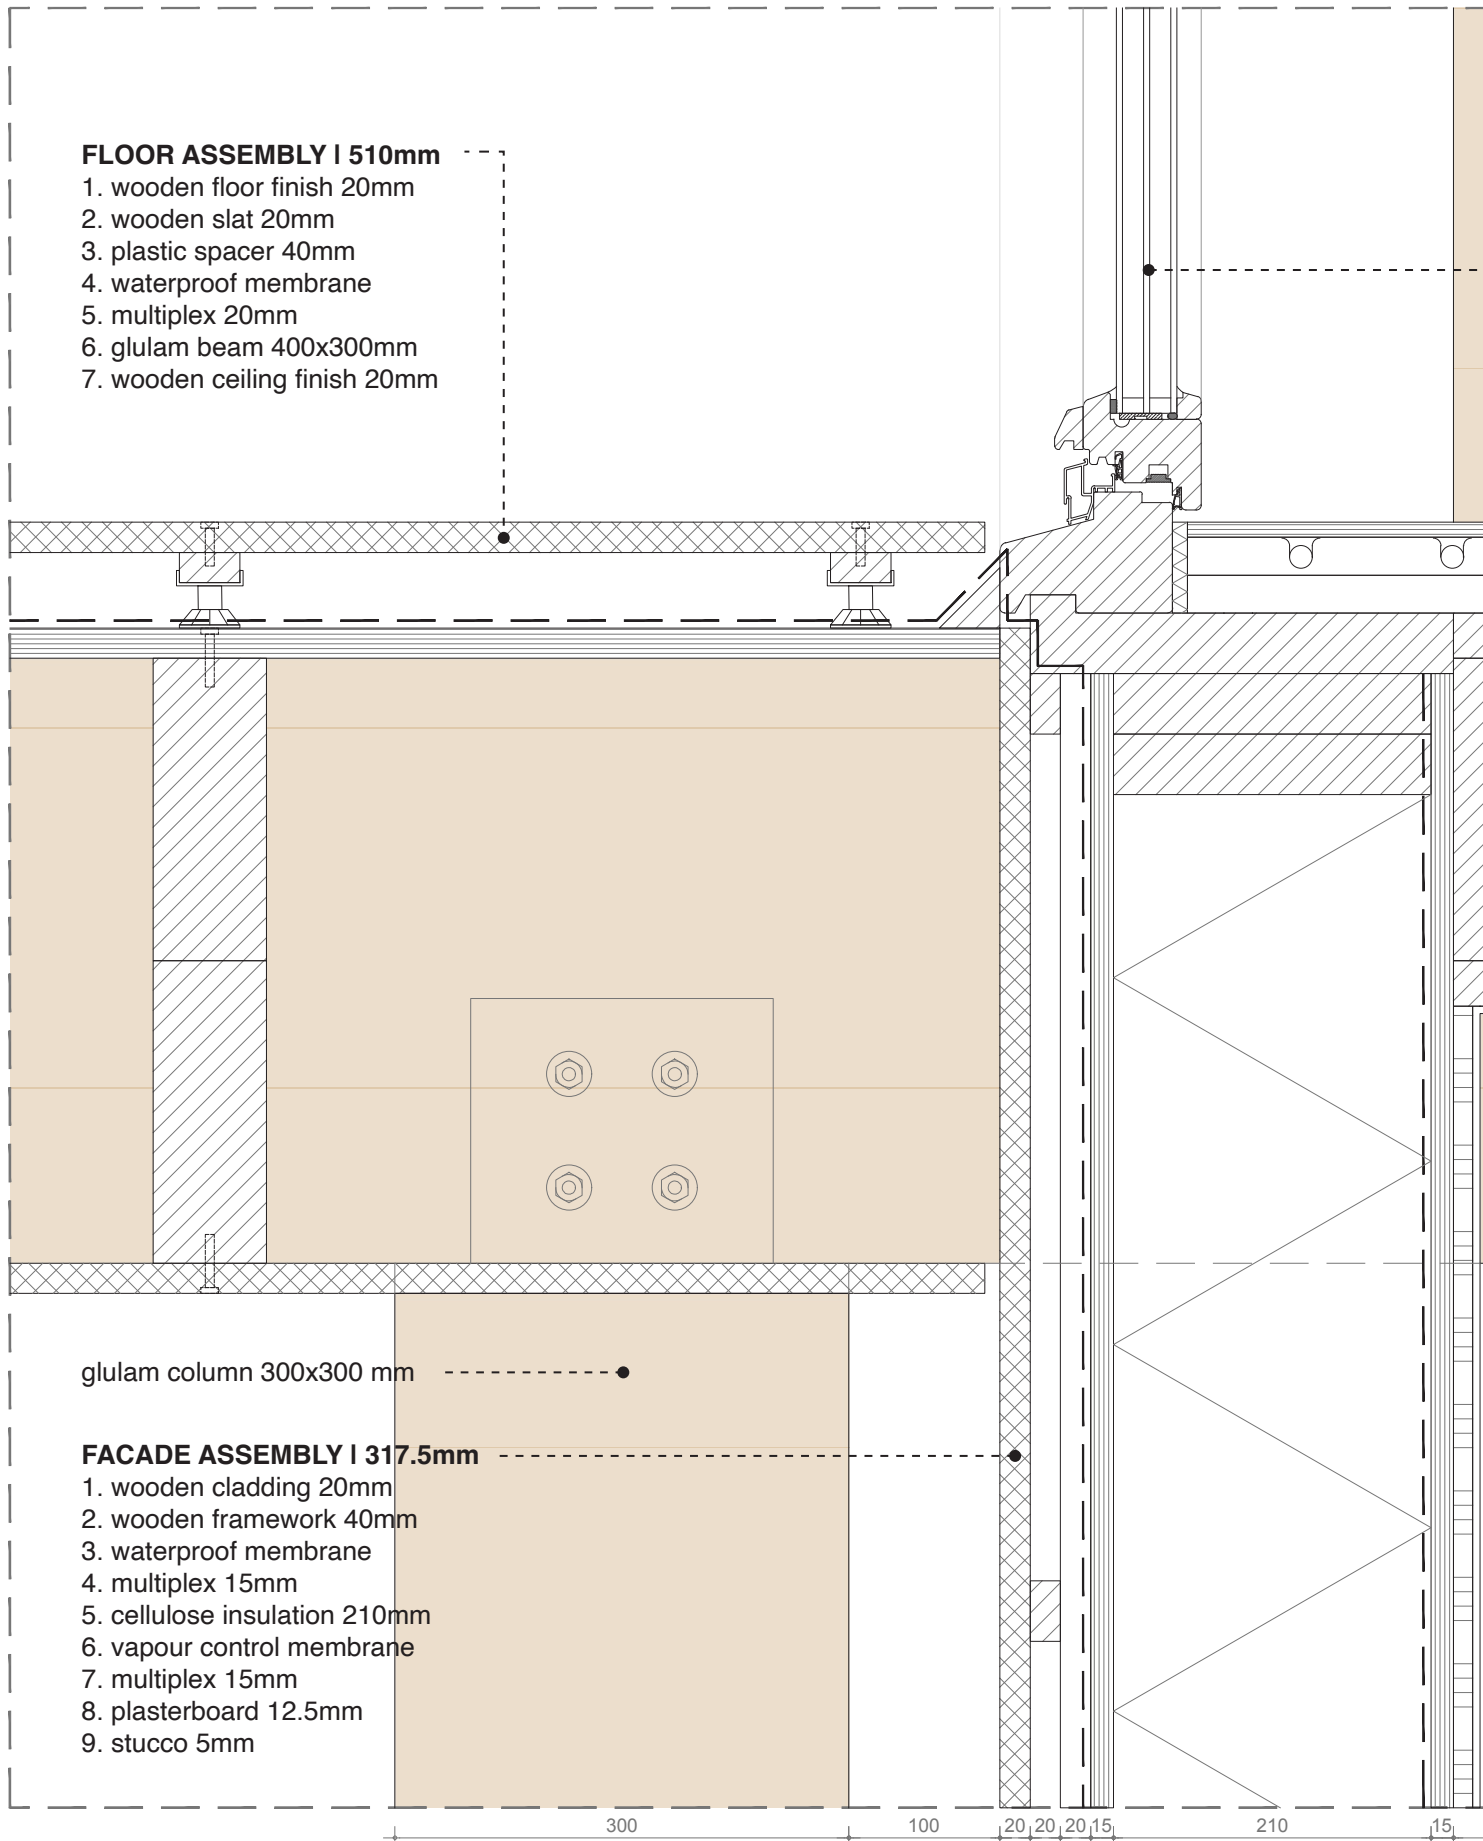 FLOOR ASSEMBLY | 510mm
1. wooden floor finish 20mm
2. wooden slat 20mm
3. plastic spacer 40mm
4. waterproof membrane
5. multiplex 20mm
6. glulam beam 400x300mm
7. wooden ceiling finish 20mm
glulam column 300x300 mm
FACADE ASSEMBLY | 317.5mm
1. wooden cladding 20mm
2. wooden framework 40mm
3. waterproof membrane
4. multiplex 15mm
5. cellulose insulation 210mm
6. vapour control membrane
7. multiplex 15mm
8. plasterboard 12.5mm
9. stucco 5mm
300 100 20 20 20 15 210 15